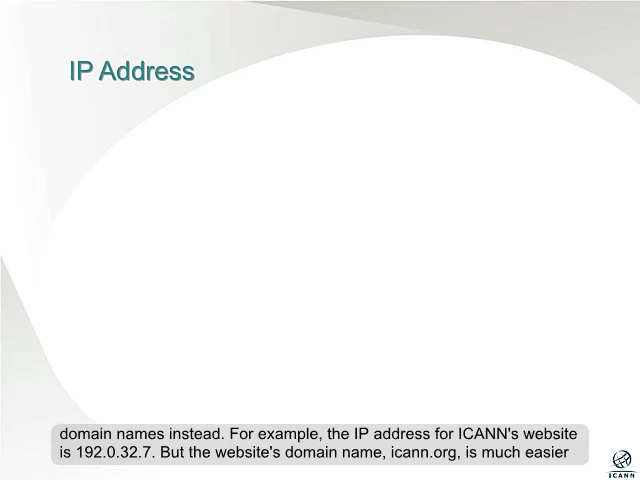 IP Address
domain names instead. For example, the IP address for ICANN's website
is 192.0.32.7. But the website's domain name, icann.org, is much easier
ICANN